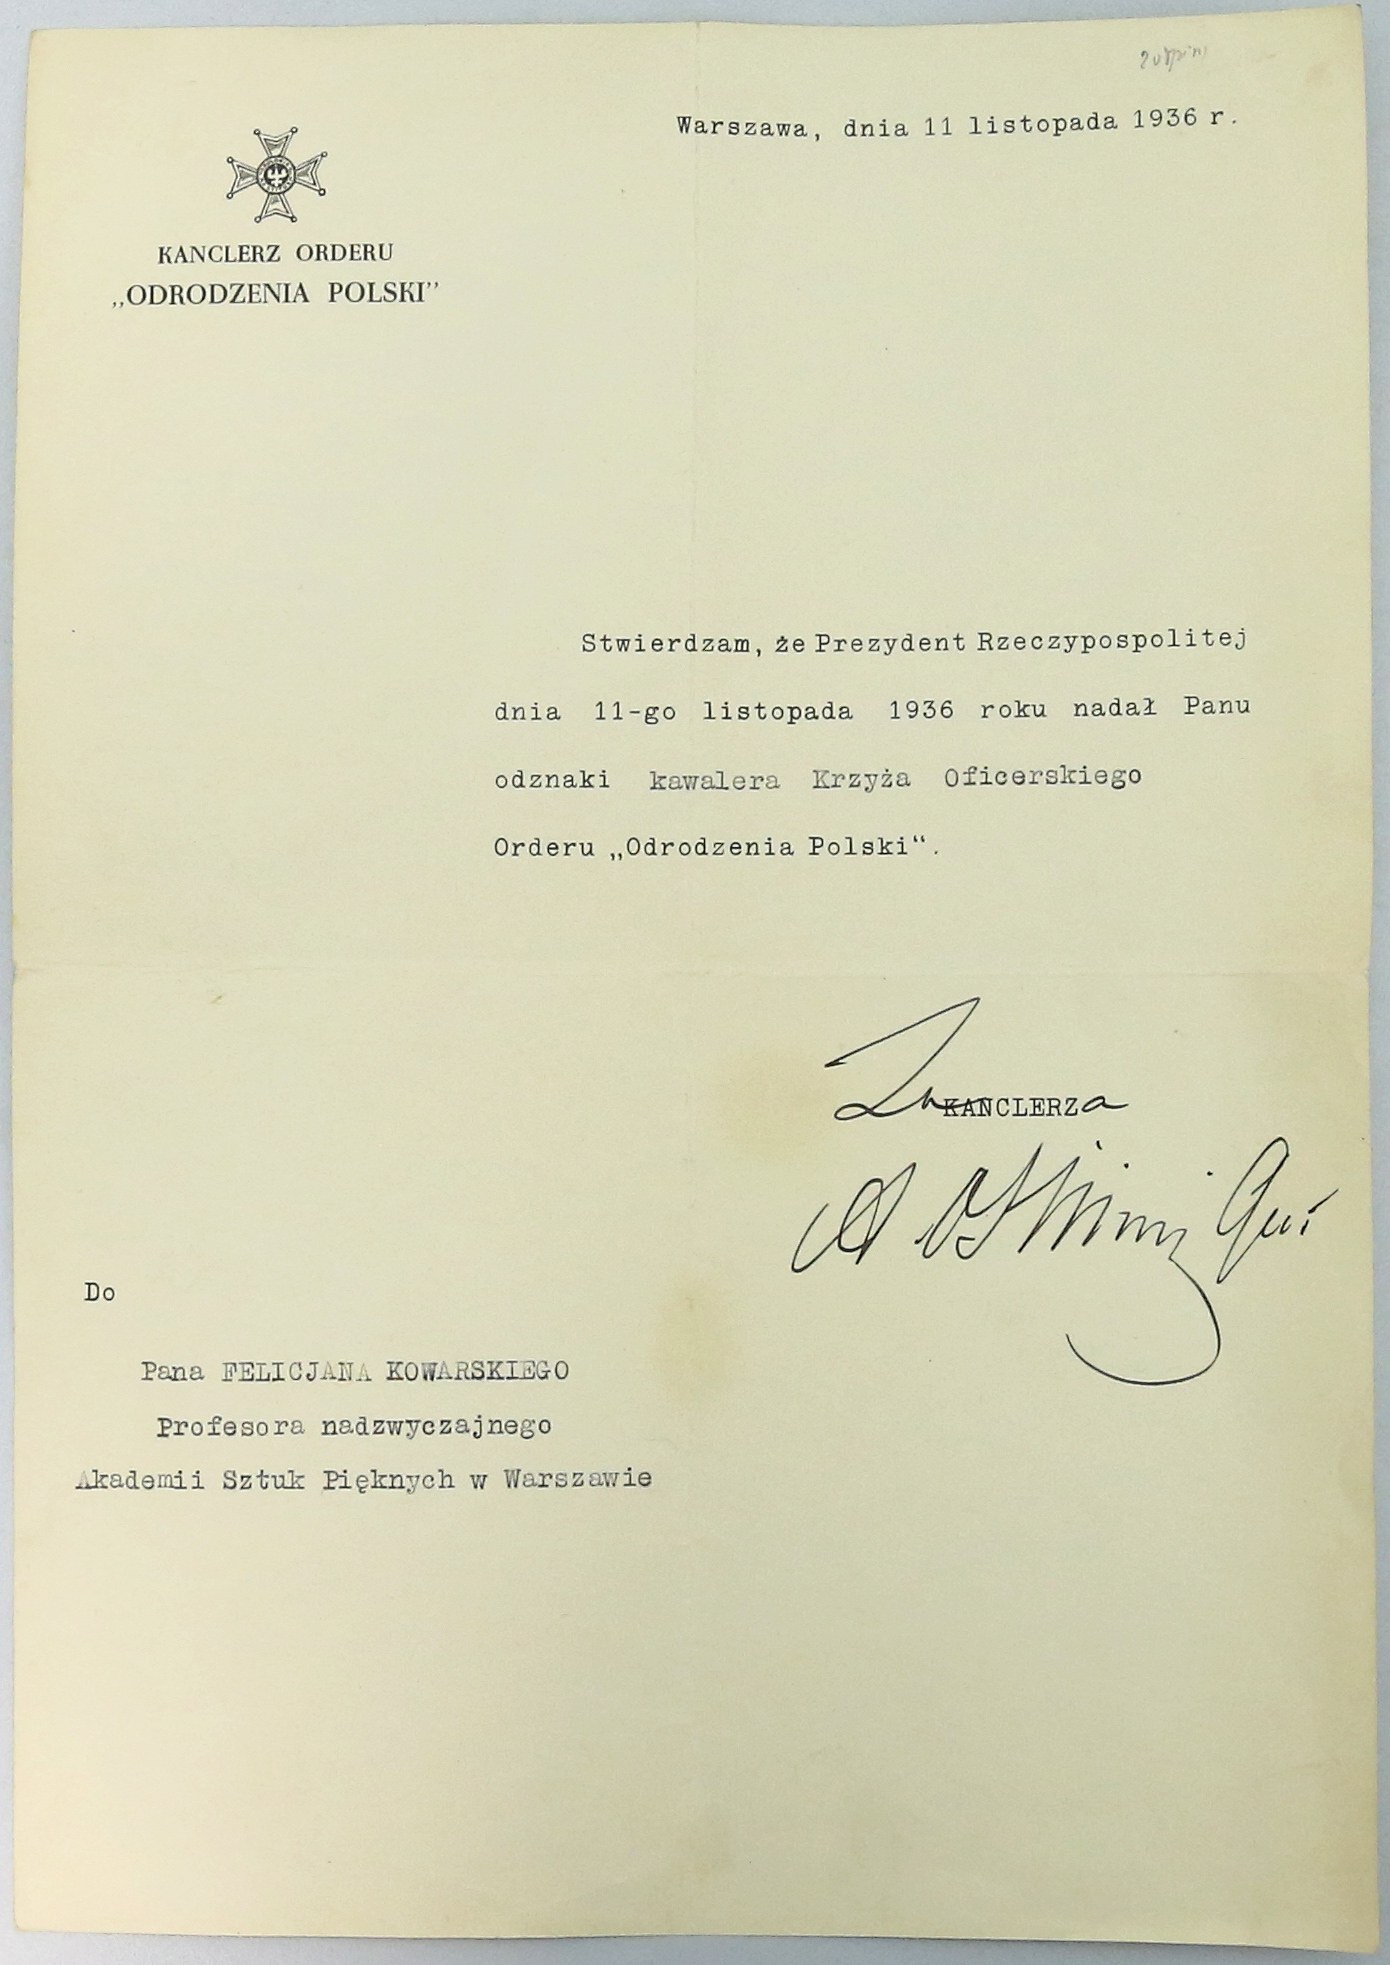 Warszawa, dnia 11 listopada 1936 r.
KANCLERZ ORDERU
„ODRODZENIA POLSKI”
Stwierdzam, że Prezydent Rzeczypospolitej
dnia 11-go listopada 1936 roku nadał Panu
odznaki kawalera Krzyża Oficerskiego
Orderu „Odrodzenia Polski“.
Za KANCLERZa
Do
Pana FELICJANA KOWARSKIEGO
Profesora nadzwyczajnego
Akademii Sztuk Pięknych w Warszawie